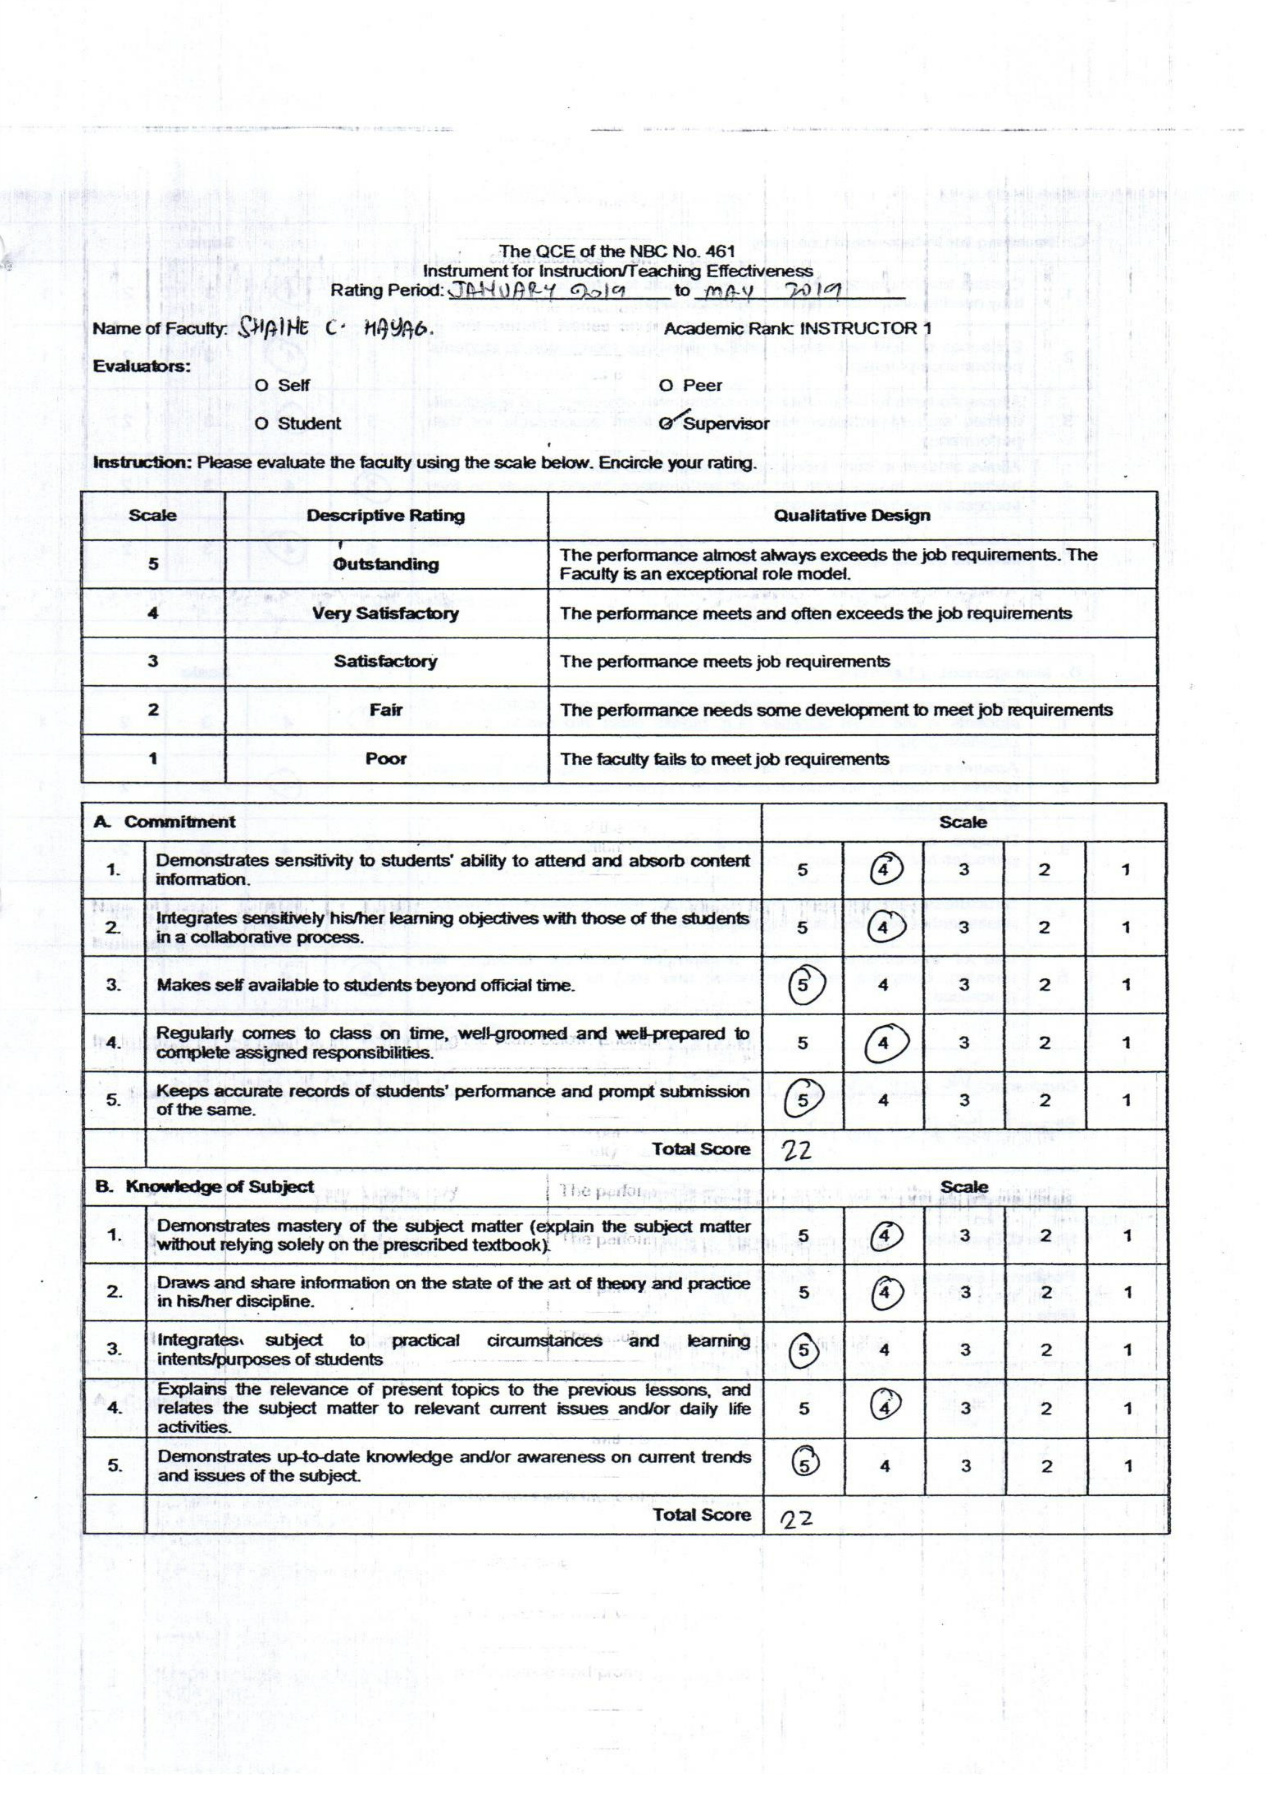 The QCE of the NBC No. 461
Instrument for Instruction/Teaching Effectiveness
Rating Period: JANUARY 2019 to MAY 2019
Name of Faculty: SHAINE C. HAYAG. Academic Rank: INSTRUCTOR 1
Evaluators:
O Self O Peer
O Student O Supervisor
Instruction: Please evaluate the faculty using the scale below. Encircle your rating.
Scale Descriptive Rating Qualitative Design
5 Outstanding The performance almost always exceeds the job requirements. The
Faculty is an exceptional role model.
4 Very Satisfactory The performance meets and often exceeds the job requirements
3 Satisfactory The performance meets job requirements
2 Fair The performance needs some development to meet job requirements
1 Poor The faculty fails to meet job requirements
A. Commitment Scale
1. Demonstrates sensitivity to students' ability to attend and absorb content
information. 5 4 3 2 1
2. Integrates sensitively his/her learning objectives with those of the students
in a collaborative process. 5 4 3 2 1
3. Makes self available to students beyond official time. 5 4 3 2 1
4. Regularly comes to class on time, well-groomed and well-prepared to
complete assigned responsibilities. 5 4 3 2 1
5. Keeps accurate records of students' performance and prompt submission
of the same. 5 4 3 2 1
Total Score 22
B. Knowledge of Subject Scale
1. Demonstrates mastery of the subject matter (explain the subject matter
without relying solely on the prescribed textbook). 5 4 3 2 1
2. Draws and share information on the state of the art of theory and practice
in his/her discipline. 5 4 3 2 1
3. Integrates subject to practical circumstances and learning
intents/purposes of students 5 4 3 2 1
4. Explains the relevance of present topics to the previous lessons, and
relates the subject matter to relevant current issues and/or daily life
activities. 5 4 3 2 1
5. Demonstrates up-to-date knowledge and/or awareness on current trends
and issues of the subject. 5 4 3 2 1
Total Score 22